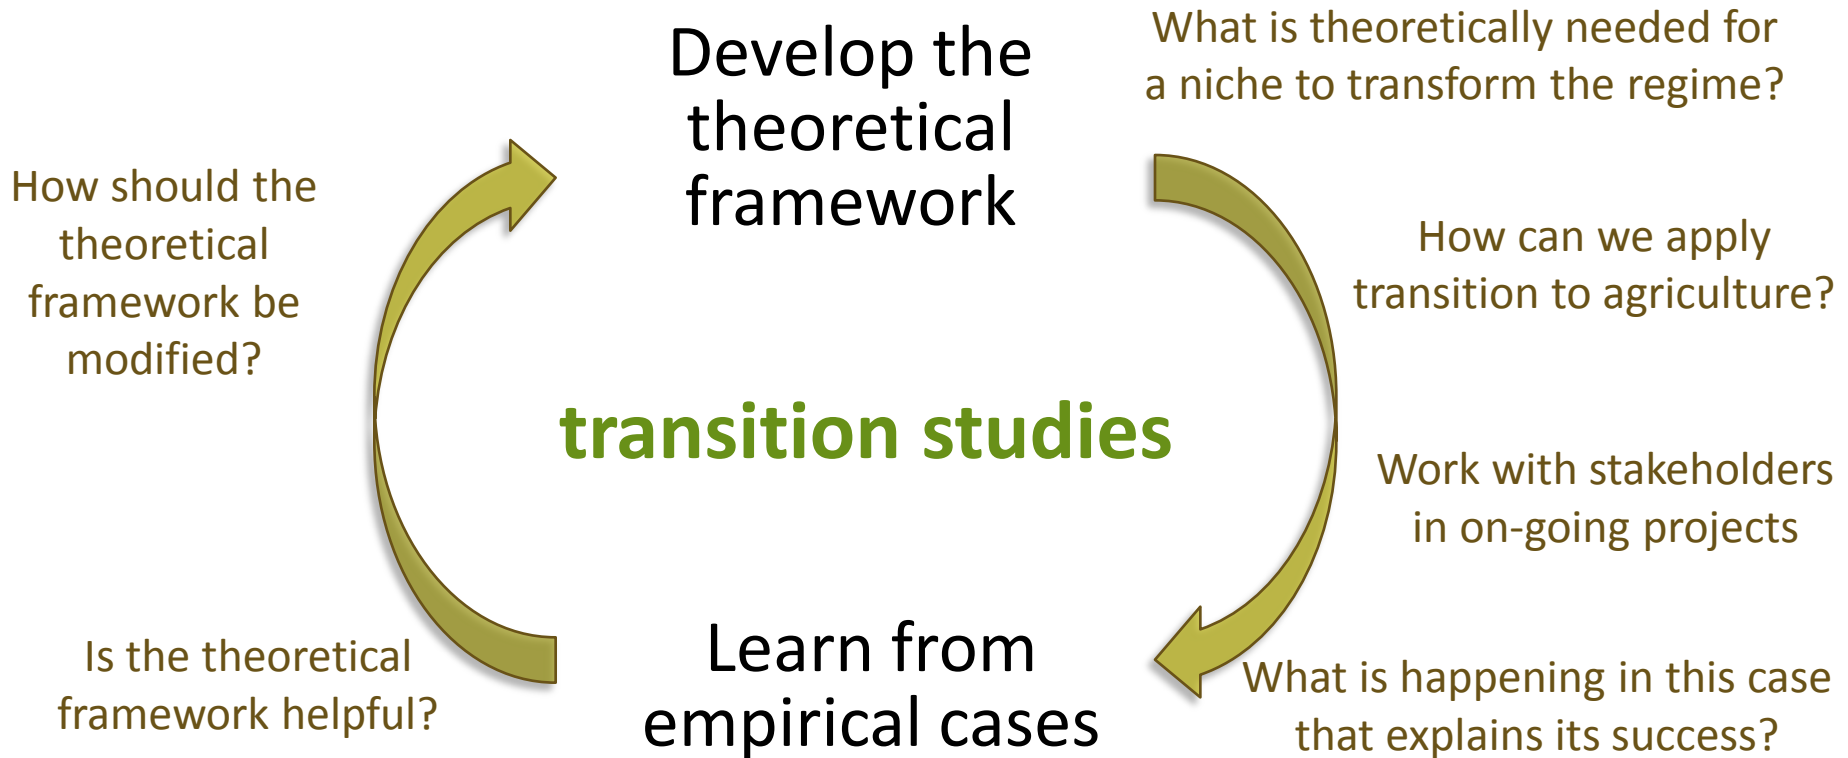 Develop the
theoretical
framework
What is theoretically needed for
a niche to transform the regime?
How can we apply
transition to agriculture?
Work with stakeholders
in on-going projects
What is happening in this case
that explains its success?
Learn from
empirical cases
Is the theoretical
framework helpful?
How should the
theoretical
framework be
modified?
transition studies